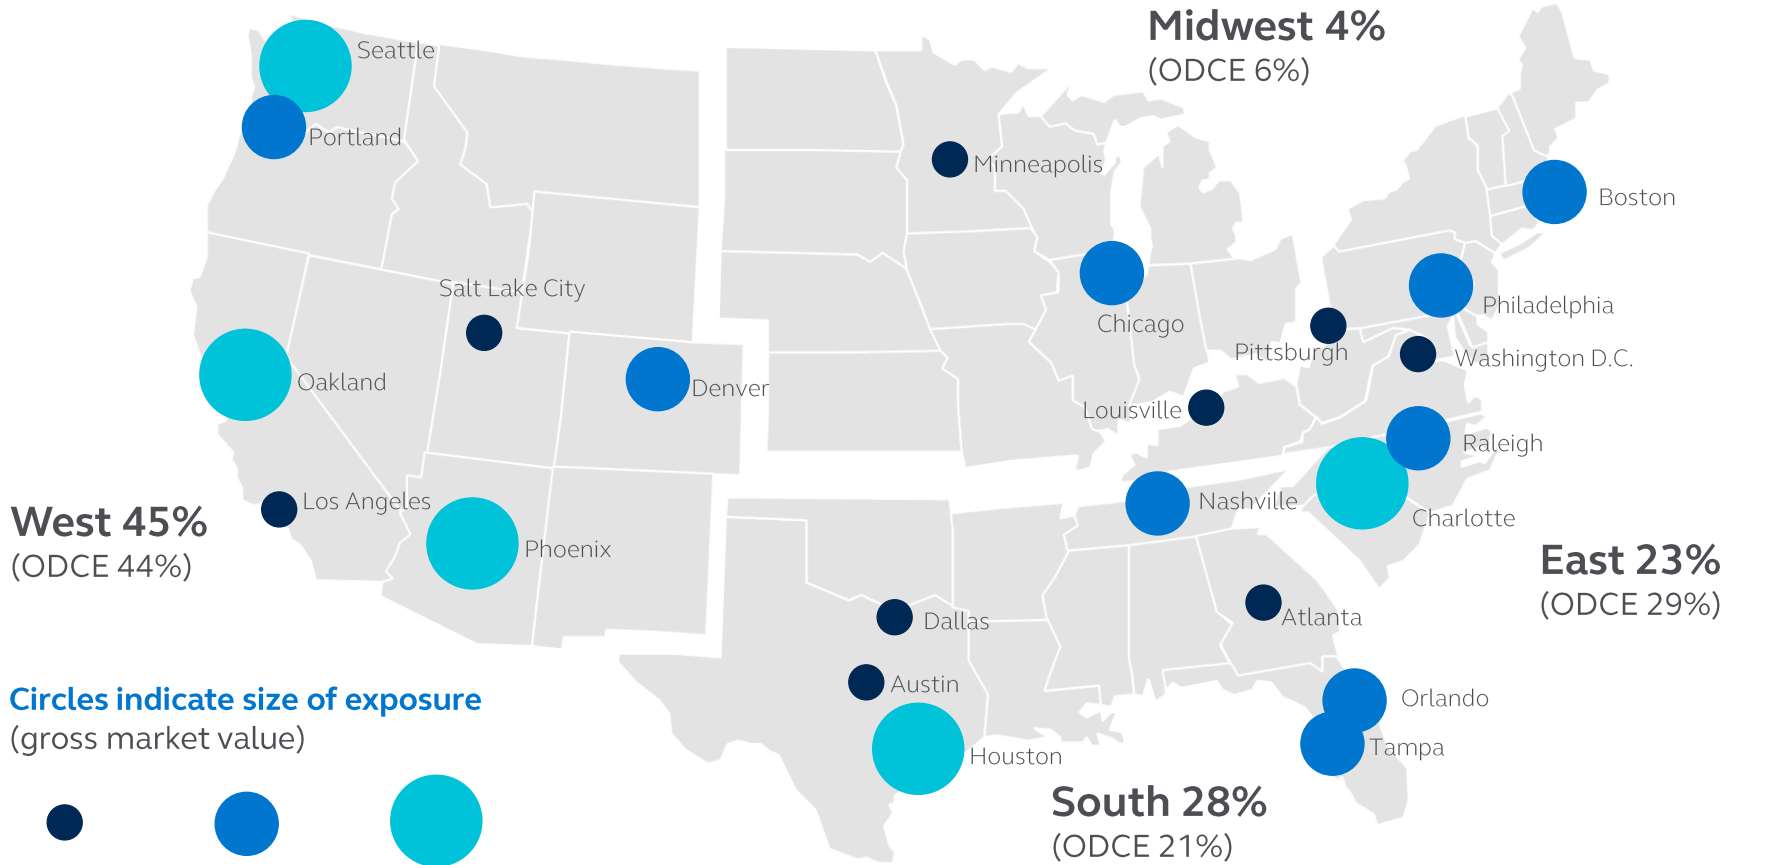 Midwest 4%
(ODCE 6%)
Seattle
Portland
Minneapolis
Boston
Salt Lake City
Philadelphia
Chicago
Pittsburgh
Washington D.C.
Oakland
Denver
Louisville
Raleigh
Los Angeles
Nashville
Charlotte
West 45%
(ODCE 44%)
Phoenix
East 23%
(ODCE 29%)
Dallas
Atlanta
Austin
Orlando
Tampa
Houston
Circles indicate size of exposure
(gross market value)
South 28%
(ODCE 21%)